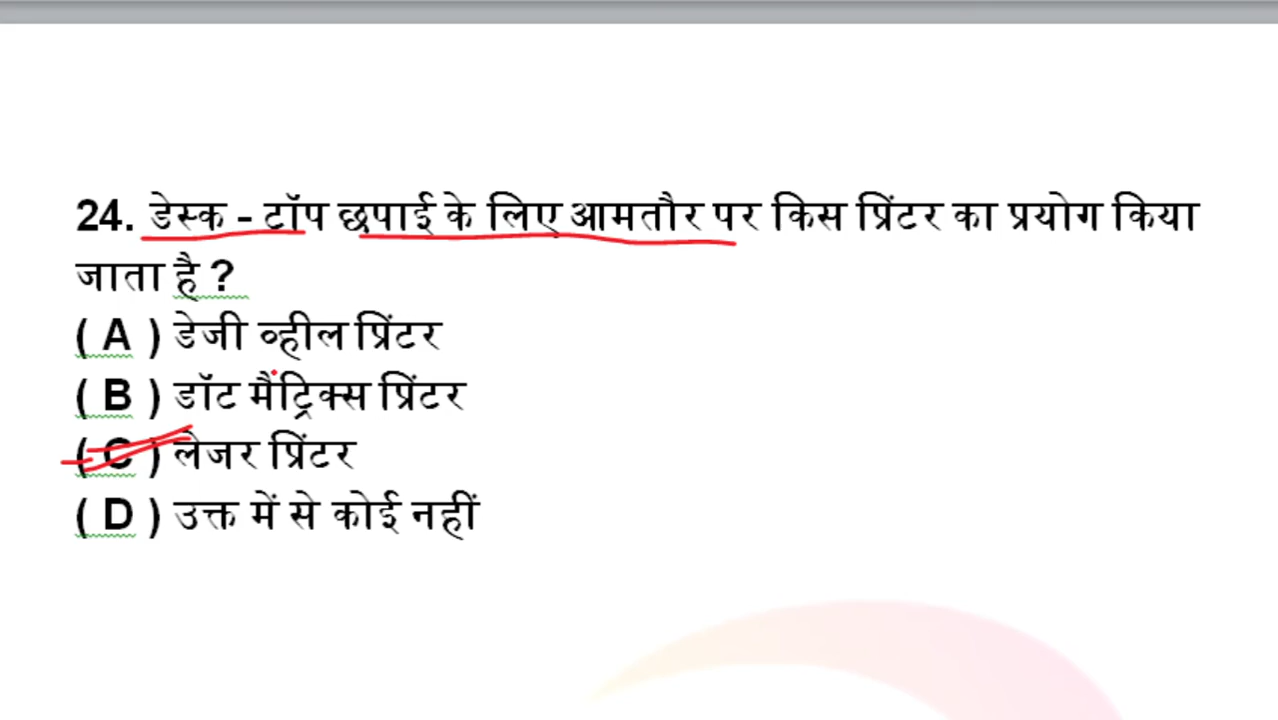 24. डेस्क - टॉप छपाई के लिए आमतौर पर किस प्रिंटर का प्रयोग किया
जाता है ?
( A ) डेजी व्हील प्रिंटर
( B ) डॉट मैंट्रिक्स प्रिंटर
( C ) लेजर प्रिंटर
( D ) उक्त में से कोई नहीं